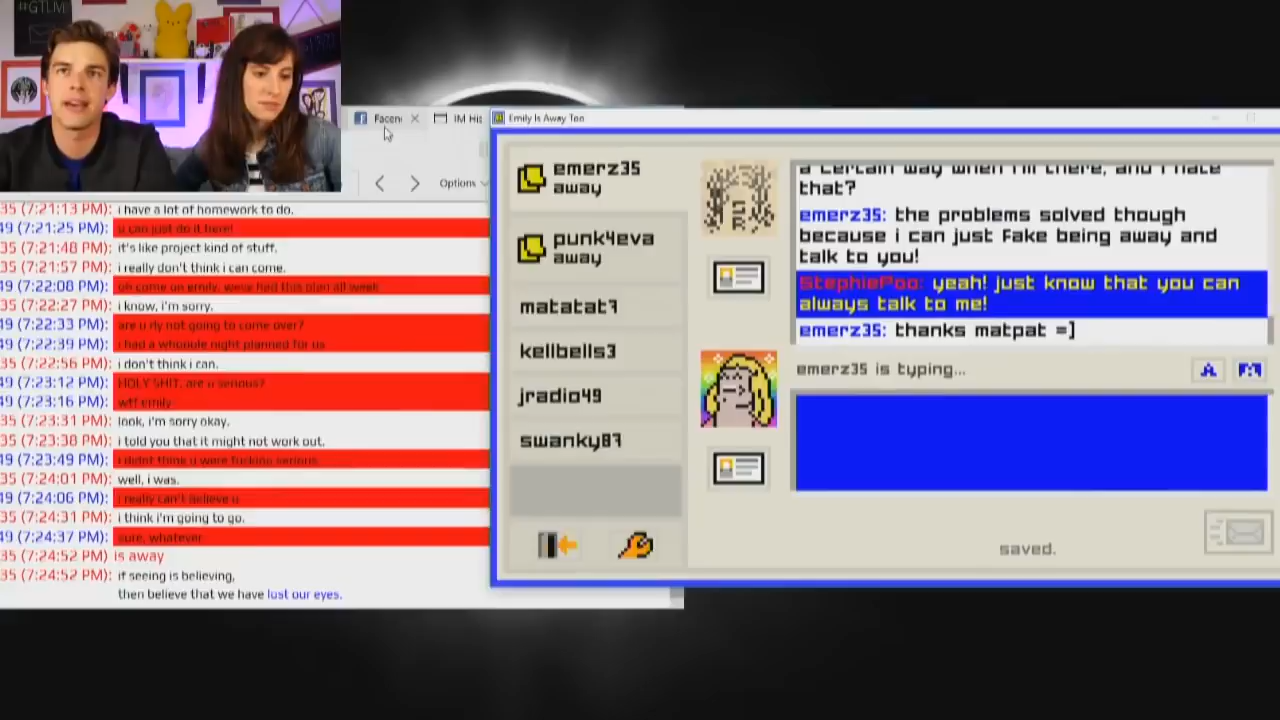 #GTLIVE
Facen
IM His
Options
35 (7:21:13 PM): i have a lot of homework to do.
49 (7:21:25 PM): u can just do it here!
35 (7:21:48 PM): it's like project kind of stuff.
35 (7:21:57 PM): i really don't think i can come.
49 (7:22:08 PM): oh come on emily. weve had this plan all week
35 (7:22:27 PM): i know, i'm sorry.
49 (7:22:33 PM): are u rly not going to come over?
49 (7:22:39 PM): i had a whouule night planned for us
35 (7:22:56 PM): i don't think i can.
49 (7:23:12 PM): HOLY SHIT. are u serious?
49 (7:23:16 PM): wtf emily
35 (7:23:31 PM): look, i'm sorry okay.
35 (7:23:38 PM): i told you that it might not work out.
49 (7:23:49 PM): i didnt think u were fucking serious
35 (7:24:01 PM): well, i was.
49 (7:24:06 PM): i really can't believe u
35 (7:24:31 PM): i think i'm going to go.
49 (7:24:37 PM): sure, whatever
35 (7:24:52 PM) is away
35 (7:24:52 PM): if seeing is believing,
then believe that we have lost our eyes.
Emily Is Away Too
emerz35
away
punk4eva
away
matatat7
kellbells3
jradio49
swanky87
a certain way when i'm there, and i hate
that?
emerz35: the problems solved though
because i can just fake being away and
talk to you!
StephiePoo: yeah! just know that you can
always talk to me!
emerz35: thanks matpat =]
emerz35 is typing...
A
saved.